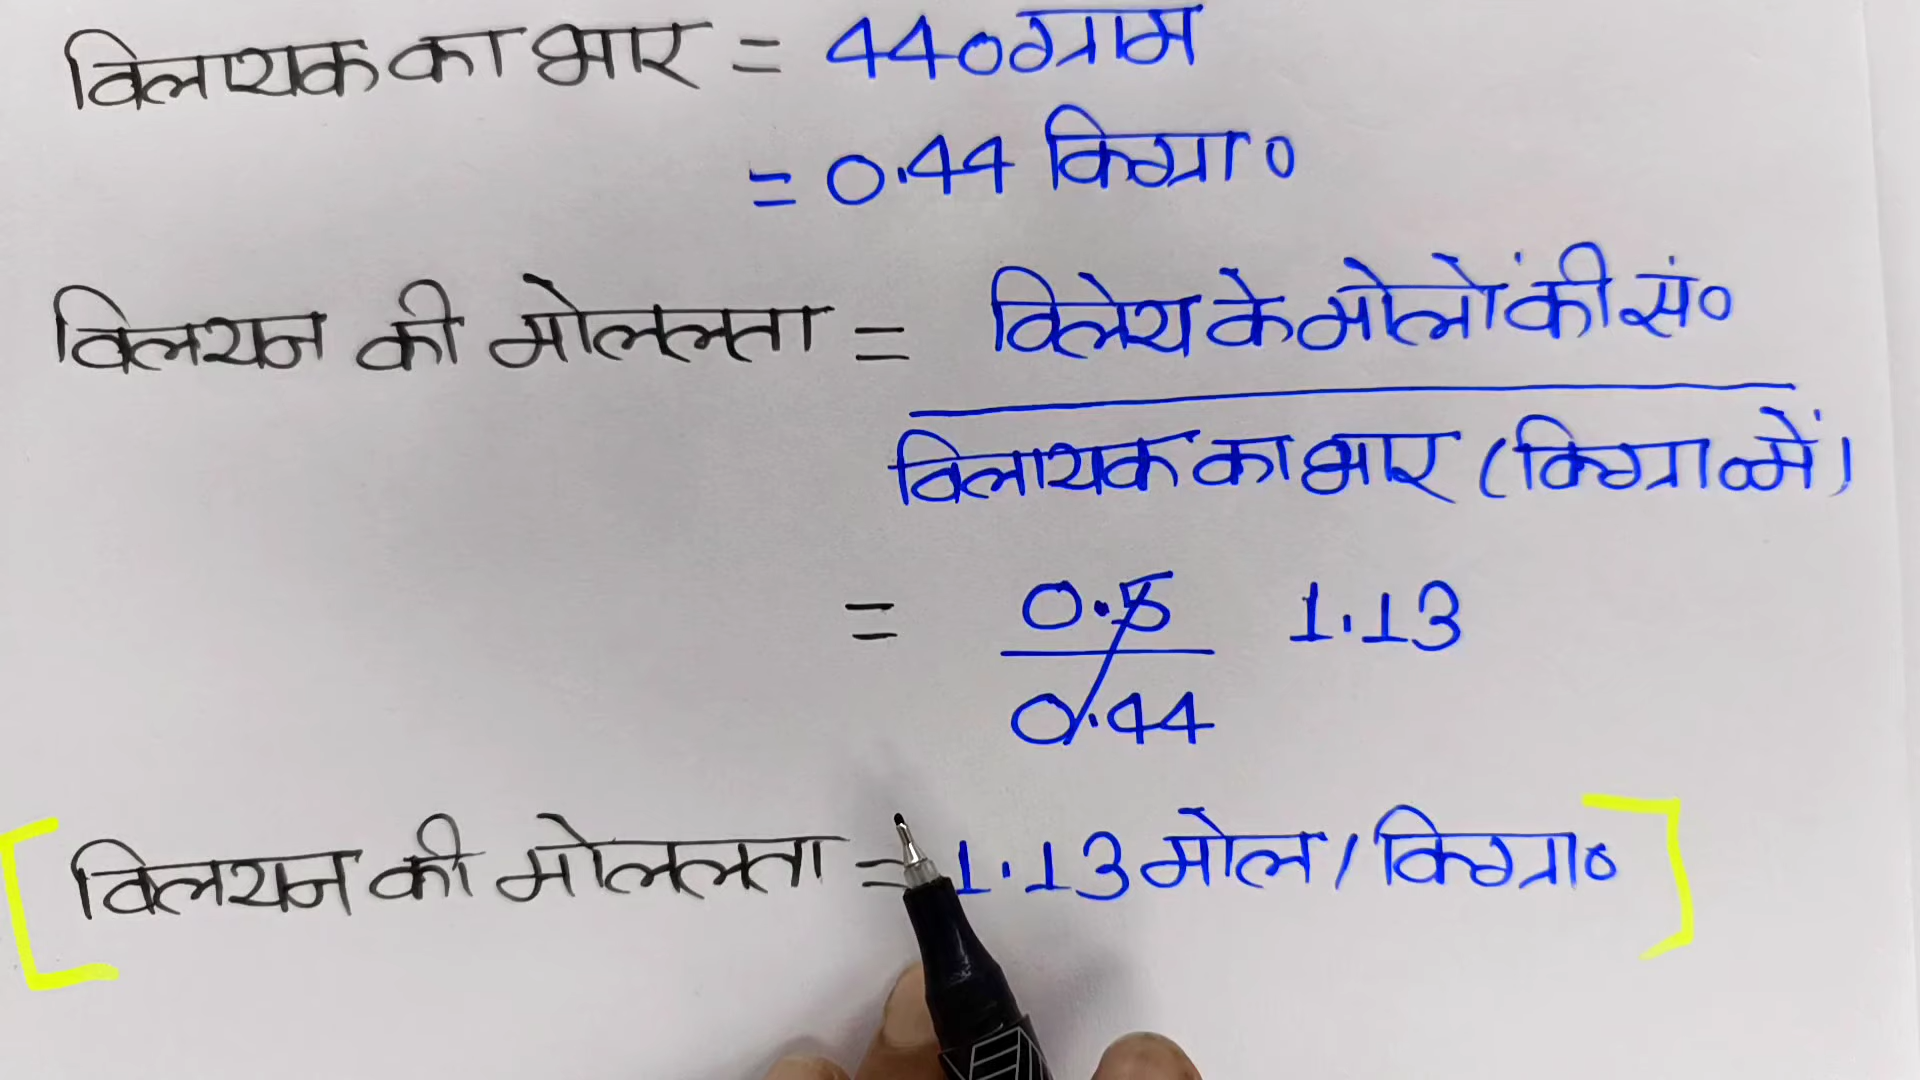 विलायक का भार = 440 ग्राम
= 0.44 किग्रा०
विलयन की मोललता = विलेय के मोलों की सं०
विलायक का भार (किग्रा० में)
= 0.5 1.13
0.44
विलयन की मोललता = 1.13 मोल / किग्रा०